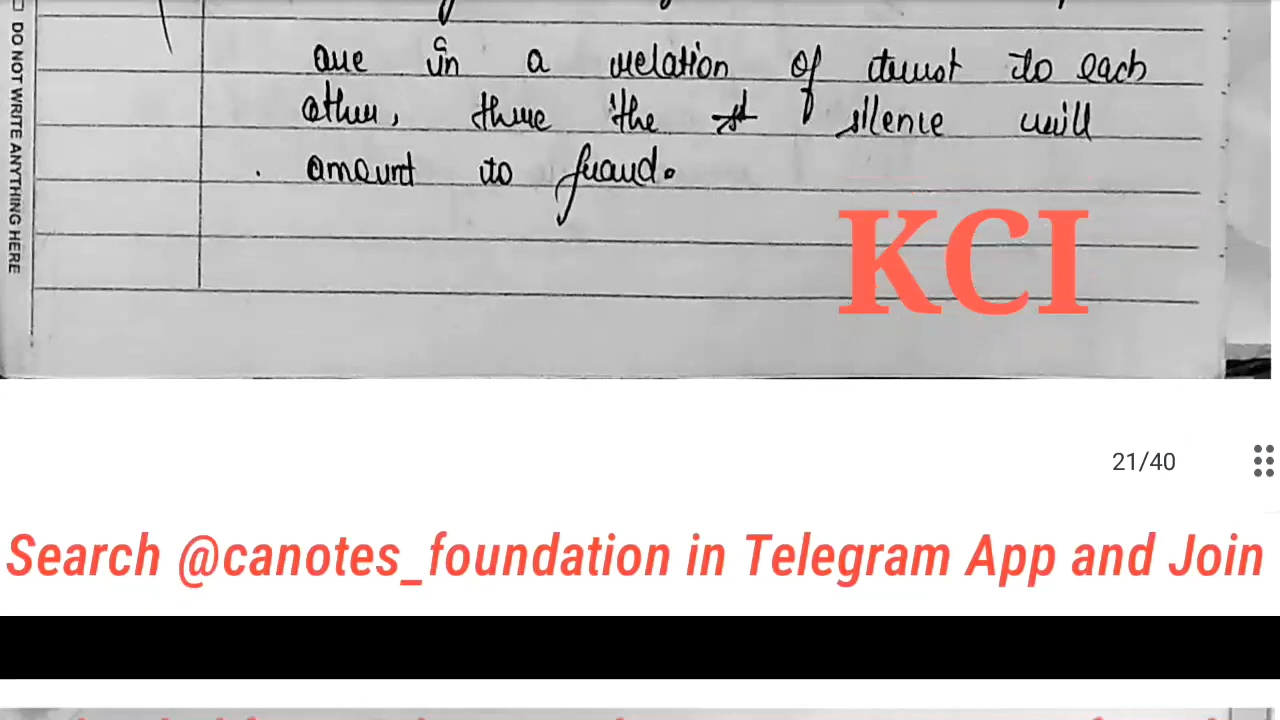 DO NOT WRITE ANYTHING HERE
are in a relation of trust to each
other, there the silence will
amount to fraud.
KCI
21/40
Search @canotes_foundation in Telegram App and Join